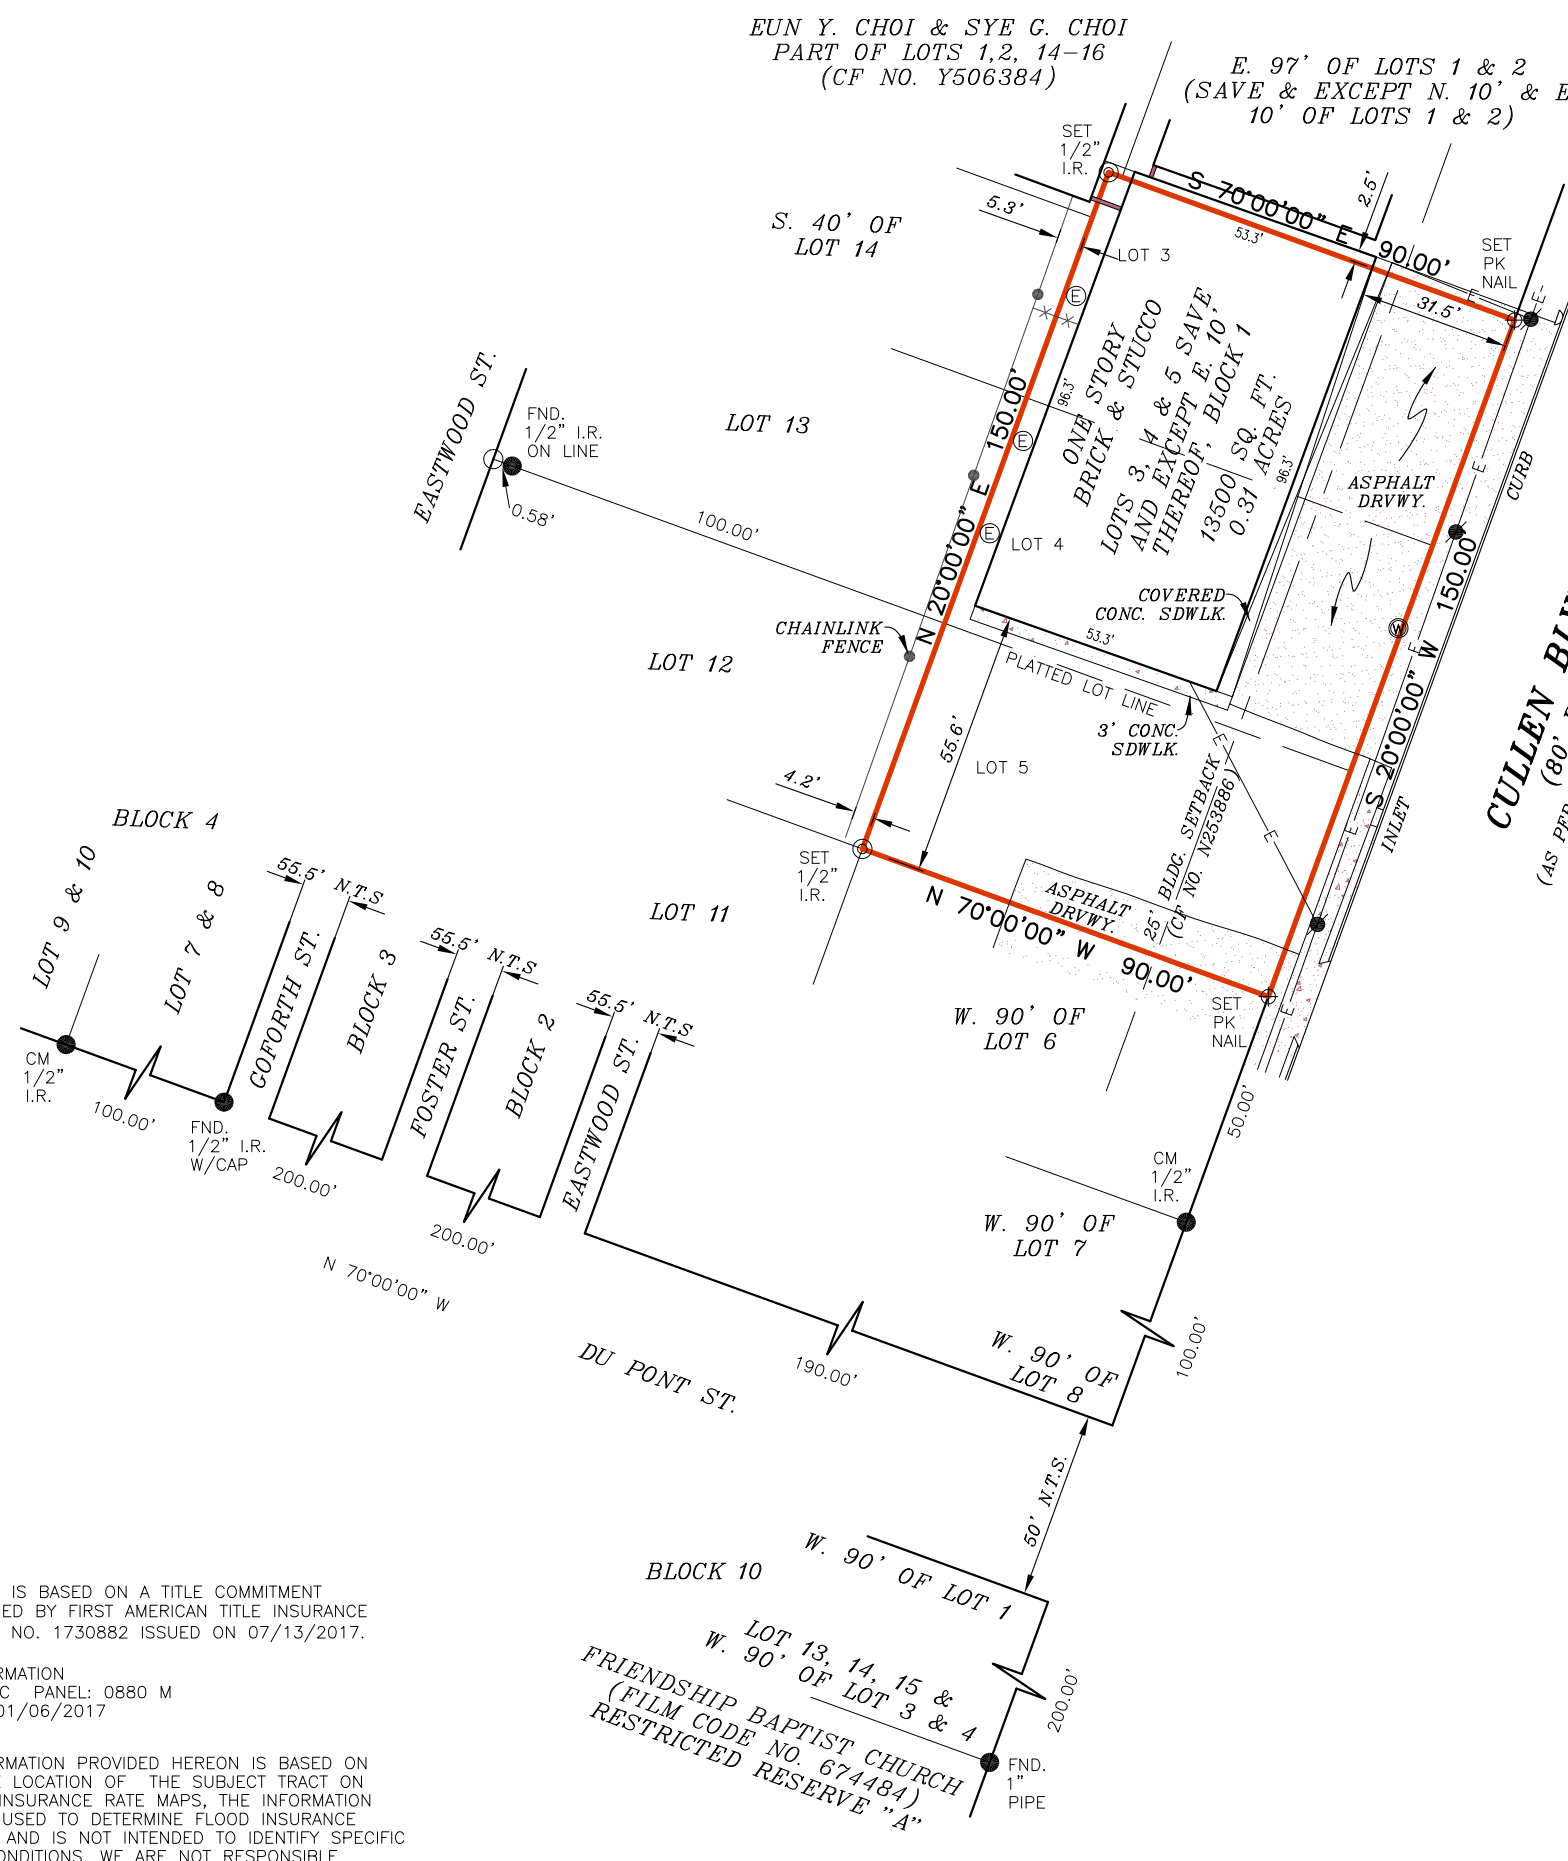 EUN Y. CHOI & SYE G. CHOI
PART OF LOTS 1,2, 14-16
(CF NO. Y506384)
E. 97' OF LOTS 1 & 2
(SAVE & EXCEPT N. 10' & E
10' OF LOTS 1 & 2)
SET
1/2"
I.R.
S 70°00'00" E 90.00'
2.5'
53.3'
5.3'
S. 40' OF
LOT 14
LOT 3
SET
PK
NAIL
31.5'
E
E
E
ONE STORY
BRICK & STUCCO
LOTS 3, 4 & 5 SAVE
AND EXCEPT E. 10'
THEREOF, BLOCK 1
13500 SQ. FT.
0.31 ACRES
96.3'
96.3'
N 20°00'00" E 150.00'
EASTWOOD ST.
FND.
1/2" I.R.
ON LINE
0.58'
100.00'
LOT 13
E
E
LOT 4
ASPHALT
DRVWY.
E
CURB
COVERED
CONC. SDWLK.
W
S 20°00'00" W 150.00'
CULLEN
(80'
(AS PER
CHAINLINK
FENCE
LOT 12
53.3'
PLATTED LOT LINE
3' CONC.
SDWLK.
55.6'
LOT 5
E
E
E
25' BLDG. SETBACK
(CF NO. N253886)
INLET
E
4.2'
SET
1/2"
I.R.
BLOCK 4
LOT 9 & 10
LOT 7 & 8
55.5' N.T.S
GOFORTH ST.
BLOCK 3
55.5' N.T.S
FOSTER ST.
BLOCK 2
55.5' N.T.S
EASTWOOD ST.
LOT 11
ASPHALT
DRVWY.
N 70°00'00" W 90.00'
W. 90' OF
LOT 6
SET
PK
NAIL
E
CM
1/2"
I.R.
100.00'
FND.
1/2" I.R.
W/CAP
200.00'
200.00'
N 70°00'00" W
50.00'
CM
1/2"
I.R.
W. 90' OF
LOT 7
DU PONT ST.
190.00'
W. 90' OF
LOT 8
100.00'
50' N.T.S.
BLOCK 10
W. 90' OF LOT 1
LOT 13, 14, 15 &
W. 90' OF LOT 3 & 4
FRIENDSHIP BAPTIST CHURCH
(FILM CODE NO. 674484)
RESTRICTED RESERVE "A"
200.00'
FND.
1"
PIPE
IS BASED ON A TITLE COMMITMENT
ED BY FIRST AMERICAN TITLE INSURANCE
NO. 1730882 ISSUED ON 07/13/2017.
RMATION
C PANEL: 0880 M
01/06/2017
RMATION PROVIDED HEREON IS BASED ON
E LOCATION OF THE SUBJECT TRACT ON
INSURANCE RATE MAPS, THE INFORMATION
USED TO DETERMINE FLOOD INSURANCE
AND IS NOT INTENDED TO IDENTIFY SPECIFIC
ONDITIONS. WE ARE NOT RESPONSIBLE